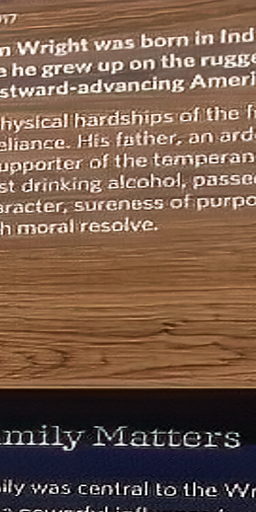 n Wright was born in Ind
e he grew up on the rugge
stward-advancing Ameri
hysical hardships of the f
eliance. His father, an ard
upporter of the temperan
st drinking alcohol, passe
aracter, sureness of purpo
h moral resolve.
mily Matters
ily was central to the Wr